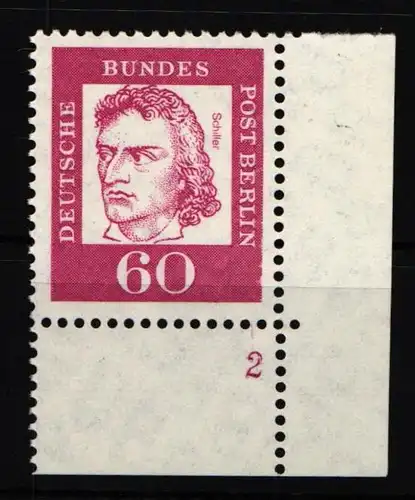 DEUTSCHE
BUNDES
POST BERLIN
Schiller
60
2